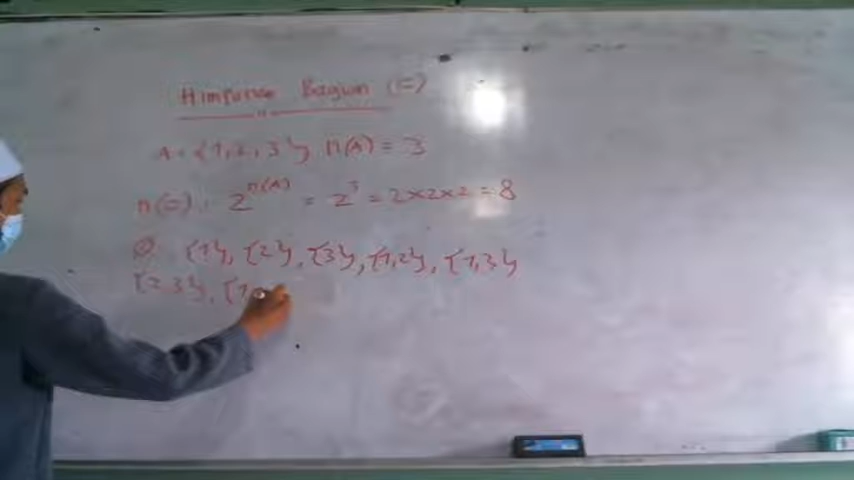 Himpunan Bagian (⊂)
A = {1, 2, 3} n(A) = 3
n(⊂) : 2^n(A) = 2^3 = 2×2×2 = 8
∅ {1}, {2}, {3}, {1,2}, {1,3}
{2 3}, {1,